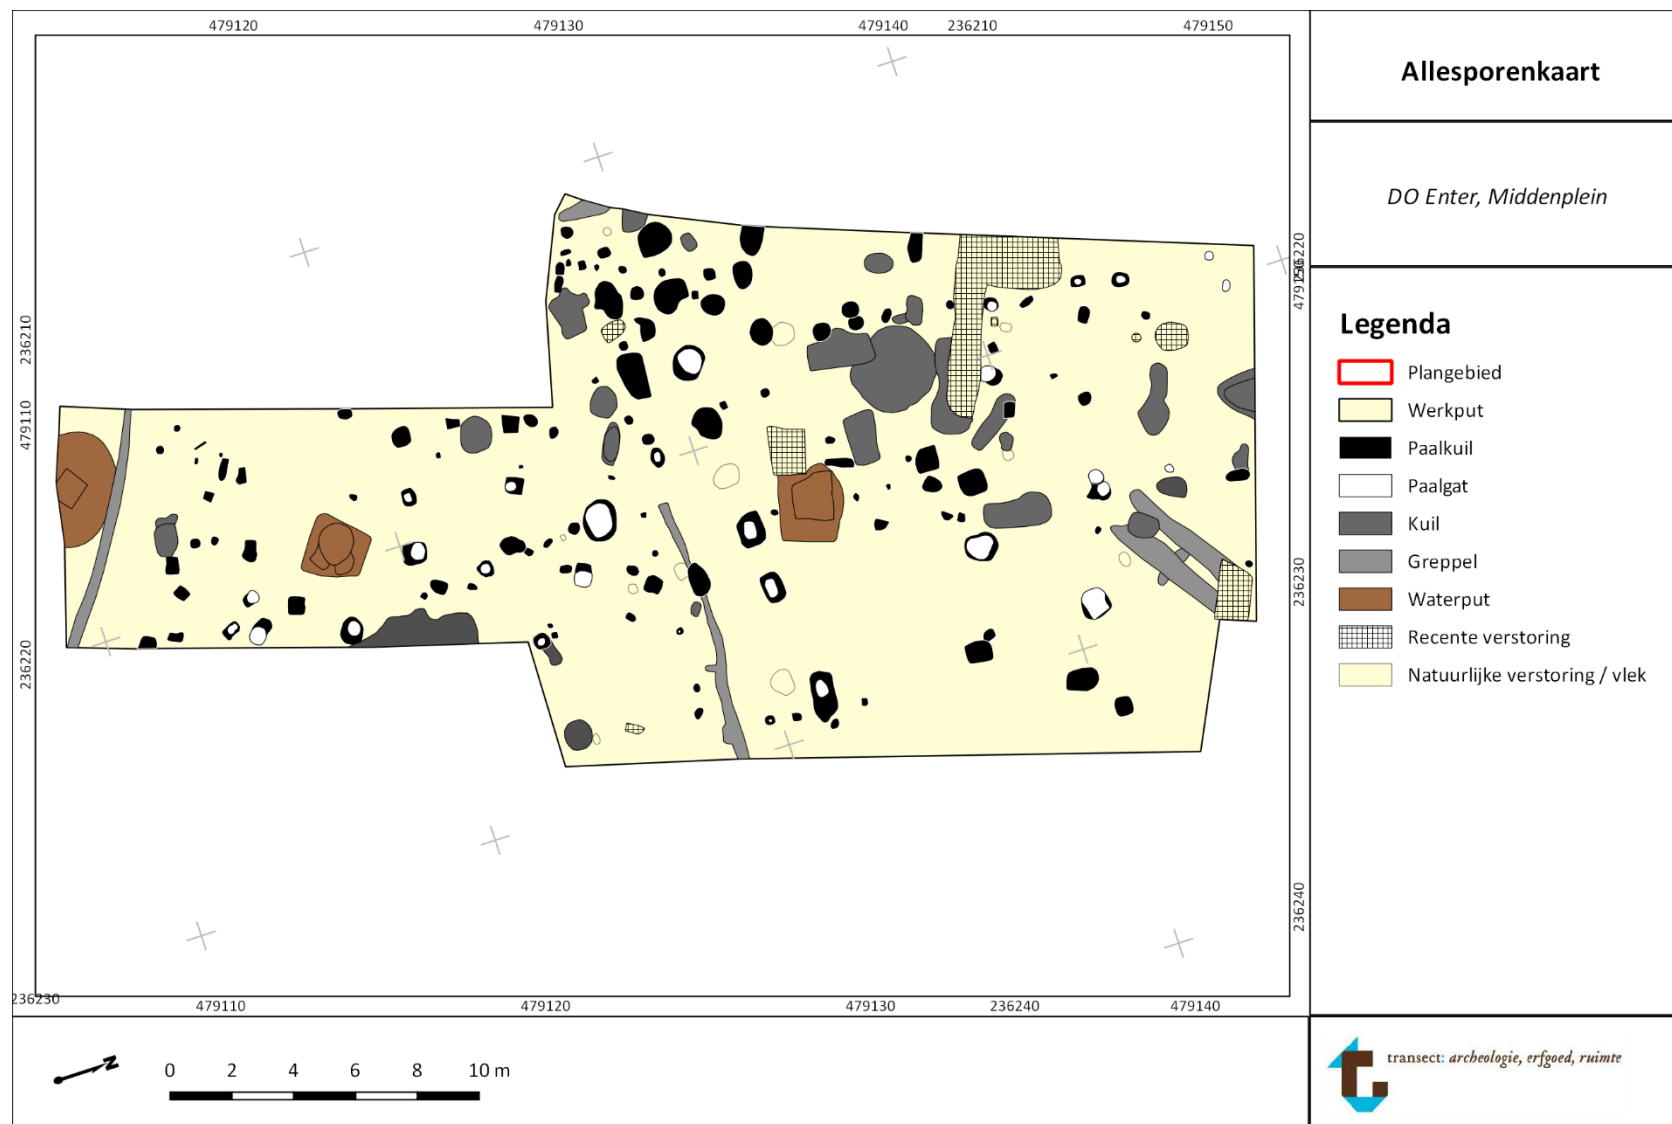 479120 479130 479140 236210 479150
Allesporenkaart
DO Enter, Middenplein
236220
479150
236210
479110
236220
236230
236240
Legenda
Plangebied
Werkput
Paalkuil
Paalgat
Kuil
Greppel
Waterput
Recente verstoring
Natuurlijke verstoring / vlek
236230
479110 479120 479130 236240 479140
N
0 2 4 6 8 10 m
transect: archeologie, erfgoed, ruimte